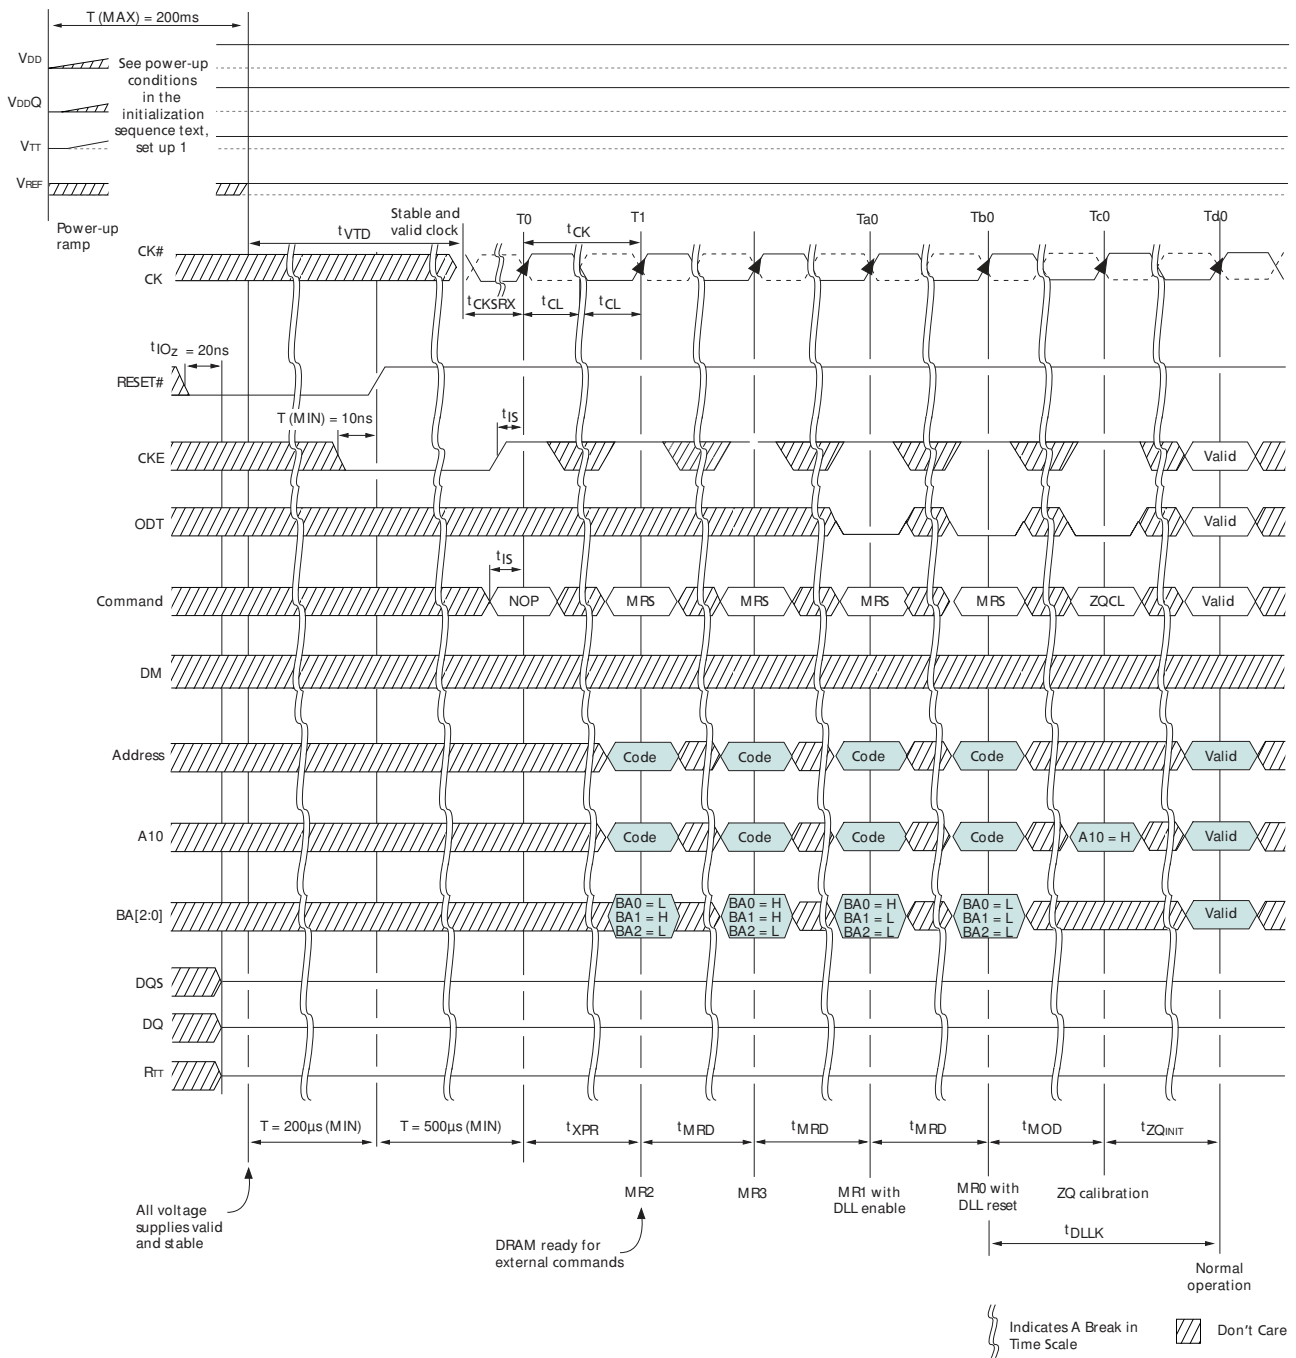 T (MAX) = 200ms
VDD
See power-up
conditions
in the
initialization
sequence text,
set up 1
VDDQ
VTT
VREF
Power-up
ramp
tVTD
Stable and
valid clock
T0
T1
Ta0
Tb0
Tc0
Td0
tCK
CK#
CK
tCKSRX
tCL
tCL
tIOz = 20ns
RESET#
T (MIN) = 10ns
tIS
CKE
Valid
ODT
Valid
tIS
Command
NOP
MRS
MRS
MRS
MRS
ZQCL
Valid
DM
Address
Code
Code
Code
Code
Valid
A10
Code
Code
Code
Code
A10 = H
Valid
BA[2:0]
BA0 = L
BA1 = H
BA2 = L
BA0 = H
BA1 = H
BA2 = L
BA0 = H
BA1 = L
BA2 = L
BA0 = L
BA1 = L
BA2 = L
Valid
DQS
DQ
RTT
T = 200µs (MIN)
T = 500µs (MIN)
tXPR
tMRD
tMRD
tMRD
tMOD
tZQINIT
MR2
MR3
MR1 with
DLL enable
MR0 with
DLL reset
ZQ calibration
All voltage
supplies valid
and stable
DRAM ready for
external commands
tDLLK
Normal
operation
Indicates A Break in
Time Scale
Don't Care